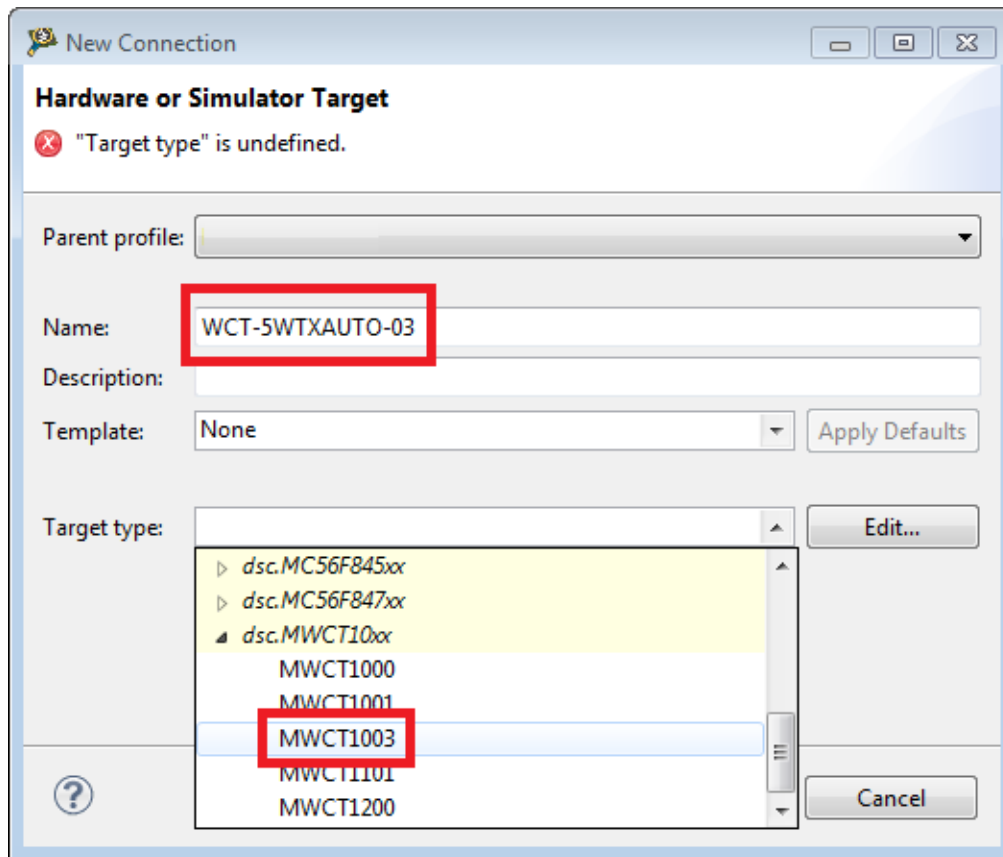 New Connection
Hardware or Simulator Target
"Target type" is undefined.
Parent profile:
Name: WCT-5WTXAUTO-03
Description:
Template: None Apply Defaults
Target type: Edit...
dsc.MC56F845xx
dsc.MC56F847xx
dsc.MWCT10xx
MWCT1000
MWCT1001
MWCT1003
MWCT1101
MWCT1200
Cancel